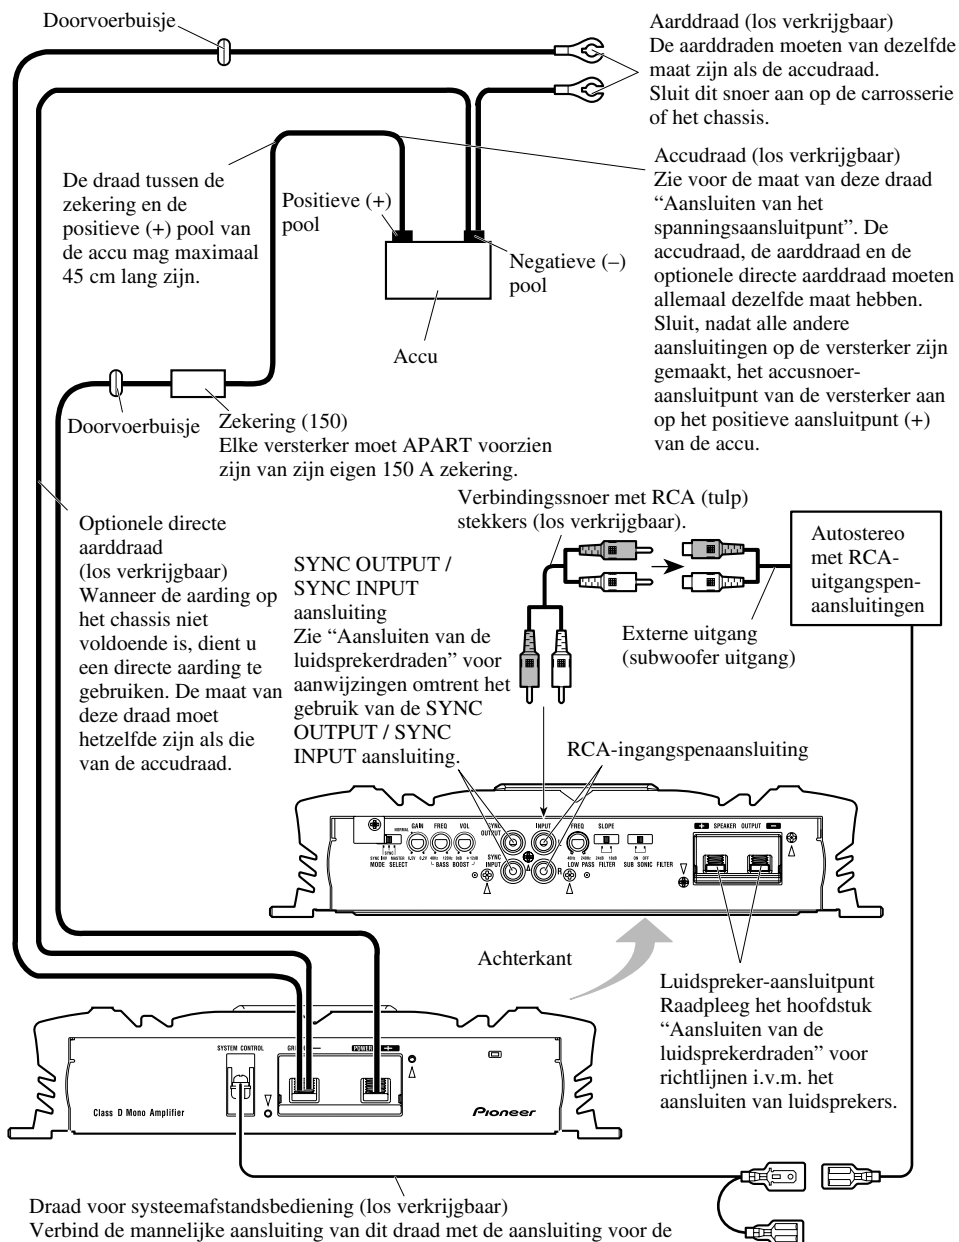 Doorvoerbuisje
Aarddraad (los verkrijgbaar)
De aarddraden moeten van dezelfde
maat zijn als de accudraad.
Sluit dit snoer aan op de carrosserie
of het chassis.
De draad tussen de
zekering en de
positieve (+) pool van
de accu mag maximaal
45 cm lang zijn.
Positieve (+)
pool
Negatieve (–)
pool
Accu
Accudraad (los verkrijgbaar)
Zie voor de maat van deze draad
“Aansluiten van het
spanningsaansluitpunt”. De
accudraad, de aarddraad en de
optionele directe aarddraad moeten
allemaal dezelfde maat hebben.
Sluit, nadat alle andere
aansluitingen op de versterker zijn
gemaakt, het accusnoer-
aansluitpunt van de versterker aan
op het positieve aansluitpunt (+)
van de accu.
Doorvoerbuisje
Zekering (150)
Elke versterker moet APART voorzien
zijn van zijn eigen 150 A zekering.
Optionele directe
aarddraad
(los verkrijgbaar)
Wanneer de aarding op
het chassis niet
voldoende is, dient u
een directe aarding te
gebruiken. De maat van
deze draad moet
hetzelfde zijn als die
van de accudraad.
Verbindingssnoer met RCA (tulp)
stekkers (los verkrijgbaar).
SYNC OUTPUT /
SYNC INPUT
aansluiting
Zie “Aansluiten van de
luidsprekerdraden” voor
aanwijzingen omtrent het
gebruik van de SYNC
OUTPUT / SYNC
INPUT aansluiting.
Autostereo
met RCA-
uitgangspen-
aansluitingen
Externe uitgang
(subwoofer uitgang)
RCA-ingangspenaansluiting
NORMAL GAIN FREQ VOL SYNC OUTPUT INPUT FREQ SLOPE
SPEAKER OUTPUT
SYNC INPUT
MODE SELECT BASS BOOST LOW PASS FILTER SUB SONIC FILTER
Achterkant
Luidspreker-aansluitpunt
Raadpleeg het hoofdstuk
“Aansluiten van de
luidsprekerdraden” voor
richtlijnen i.v.m. het
aansluiten van luidsprekers.
SYSTEM CONTROL
POWER
Class D Mono Amplifier
Pioneer
Draad voor systeemafstandsbediening (los verkrijgbaar)
Verbind de mannelijke aansluiting van dit draad met de aansluiting voor de